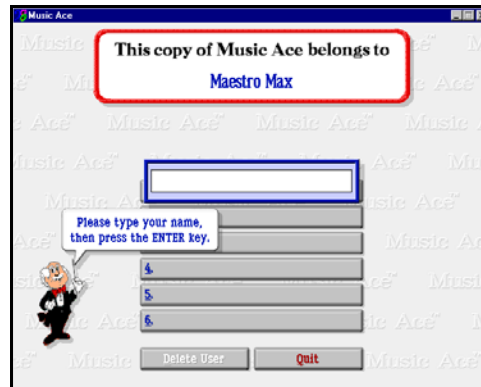 Music Ace
This copy of Music Ace belongs to
Maestro Max
Please type your name,
then press the ENTER key.
4.
5.
6.
Delete User
Quit